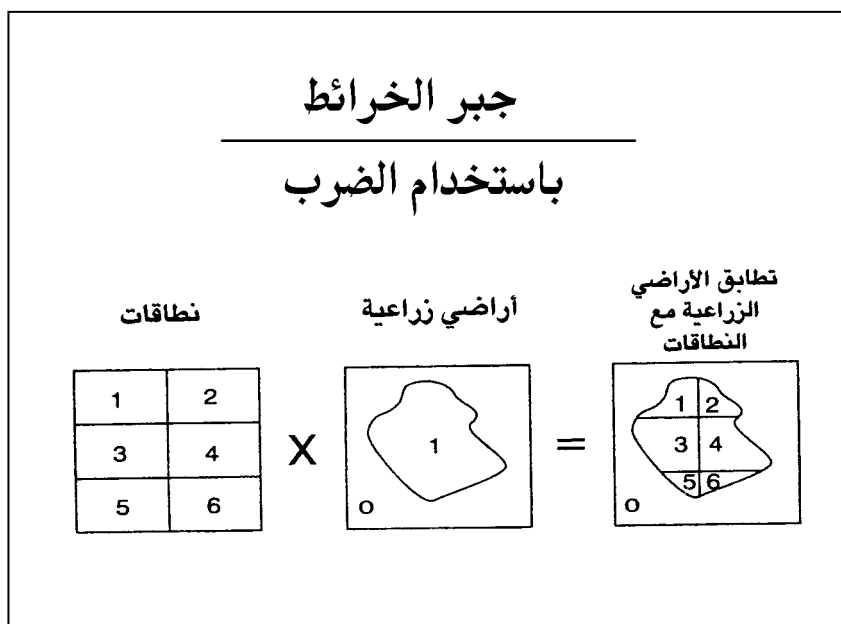 جبر الخرائط
باستخدام الضرب
نطاقات
أراضي زراعية
تطابق الأراضي
الزراعية مع
النطاقات
1 2
3 4
5 6
X
1
0
=
1 2
3 4
5 6
0